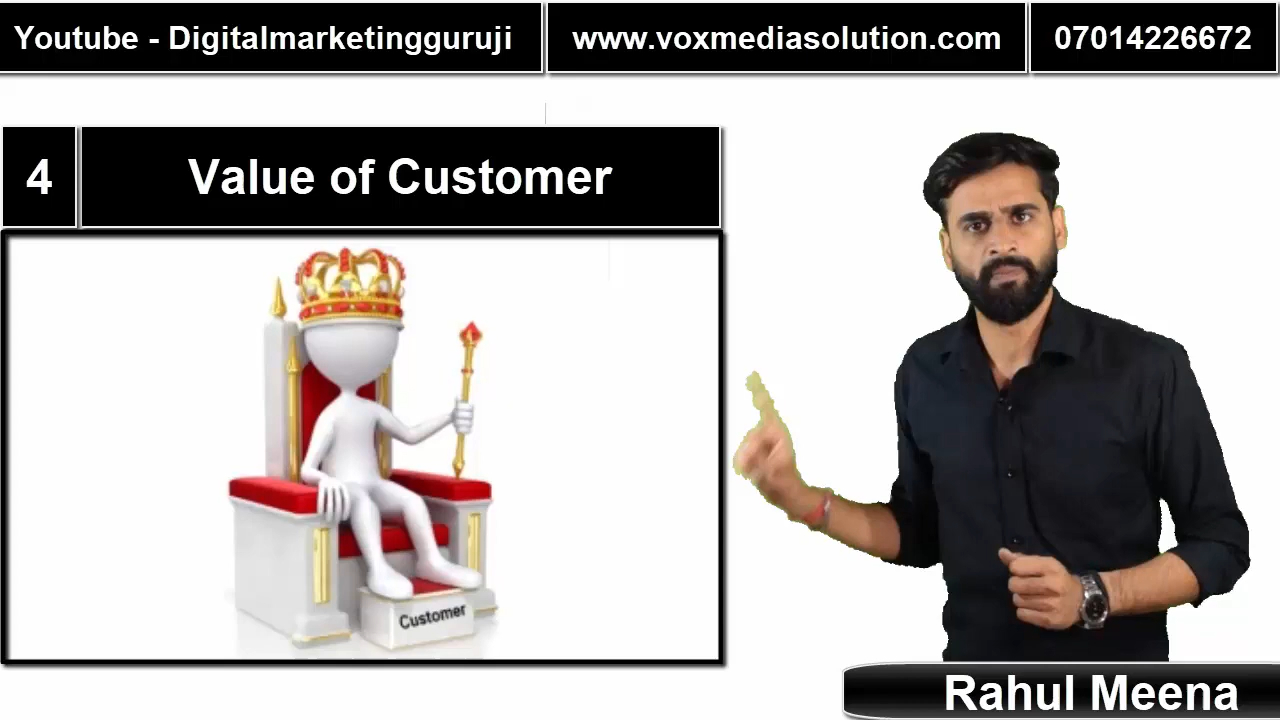 Youtube - Digitalmarketingguruji
www.voxmediasolution.com
07014226672
4
Value of Customer
Customer
Rahul Meena